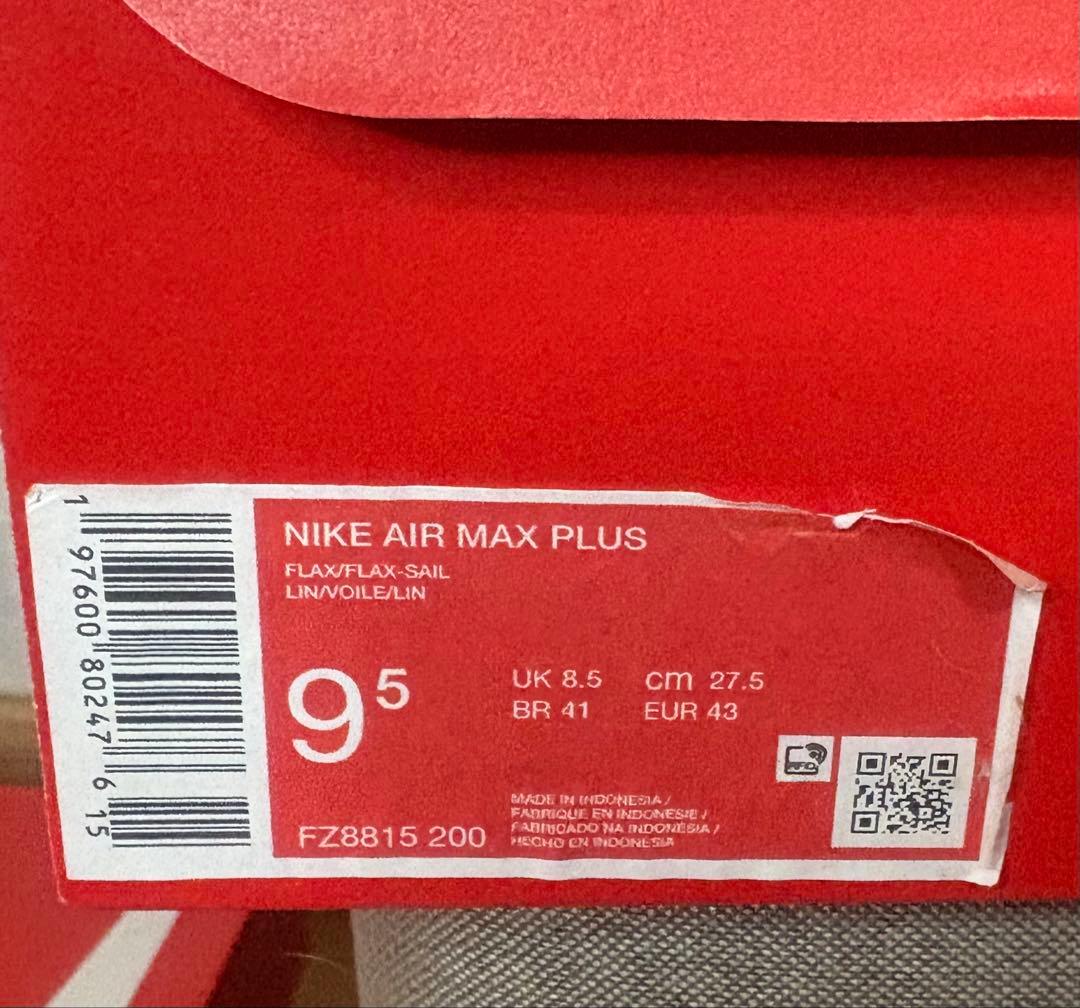 NIKE AIR MAX PLUS
FLAX/FLAX-SAIL
LIN/VOILE/LIN
9⁵
UK 8.5 cm 27.5
BR 41 EUR 43
MADE IN INDONESIA /
FABRIQUE EN INDONESIE /
FABRICADO NA INDONÉSIA /
HECHO EN INDONESIA
FZ8815 200
1 97600 80247 6 15
RFID